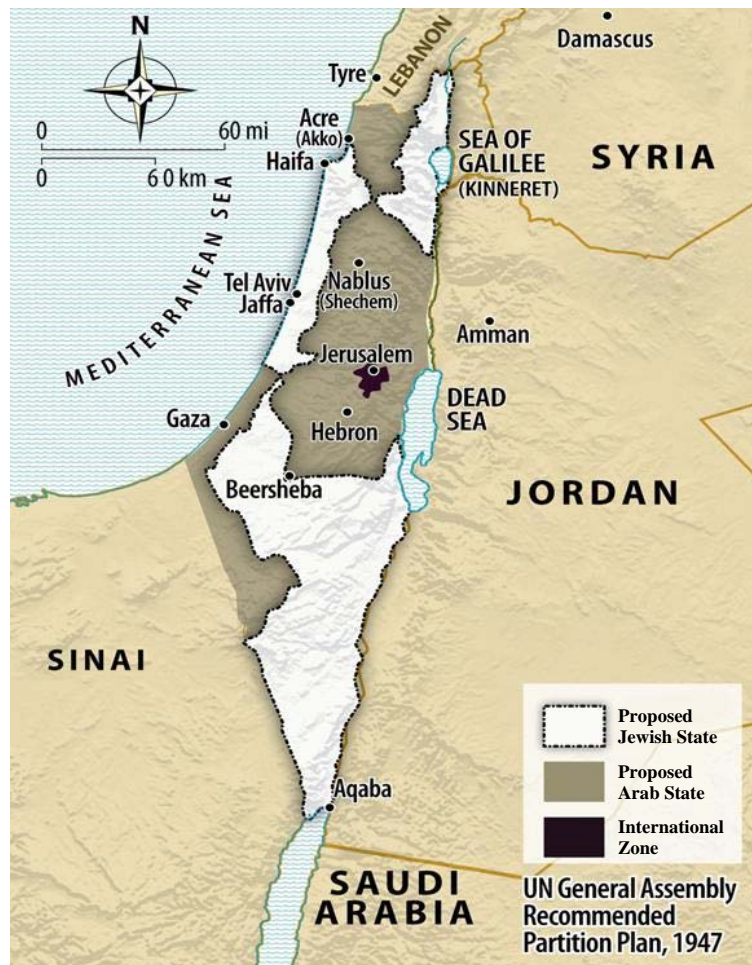 N
Damascus
Tyre
LEBANON
0 60 mi
0 60 km
Acre
(Akko)
Haifa
SEA OF
GALILEE
(KINNERET)
SYRIA
MEDITERRANEAN SEA
Tel Aviv
Jaffa
Nablus
(Shechem)
Amman
Jerusalem
DEAD
SEA
Gaza
Hebron
Beersheba
JORDAN
SINAI
Aqaba
SAUDI
ARABIA
Proposed
Jewish State
Proposed
Arab State
International
Zone
UN General Assembly
Recommended
Partition Plan, 1947